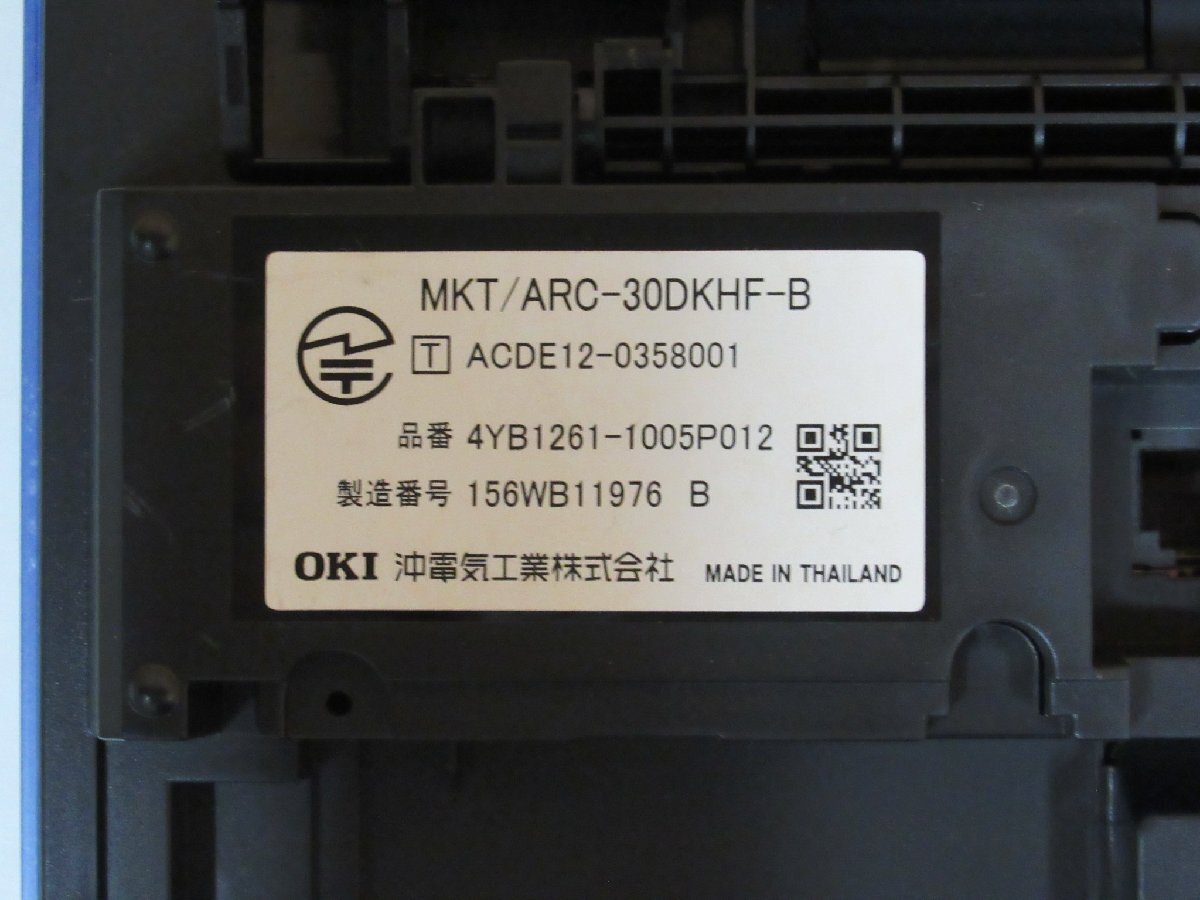 MKT/ARC-30DKHF-B
T ACDE12-0358001
品番 4YB1261-1005P012
製造番号 156WB11976 B
OKI 沖電気工業株式会社 MADE IN THAILAND